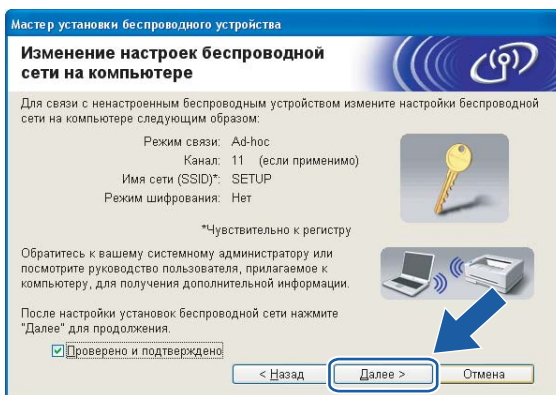 Мастер установки беспроводного устройства
Изменение настроек беспроводной
сети на компьютере
Для связи с ненастроенным беспроводным устройством измените настройки беспроводной
сети на компьютере следующим образом:
Режим связи: Ad-hoc
Канал: 11 (если применимо)
Имя сети (SSID)*: SETUP
Режим шифрования: Нет
*Чувствительно к регистру
Обратитесь к вашему системному администратору или
посмотрите руководство пользователя, прилагаемое к
компьютеру, для получения дополнительной информации.
После настройки установок беспроводной сети нажмите
"Далее" для продолжения.
Проверено и подтверждено
< Назад Далее > Отмена